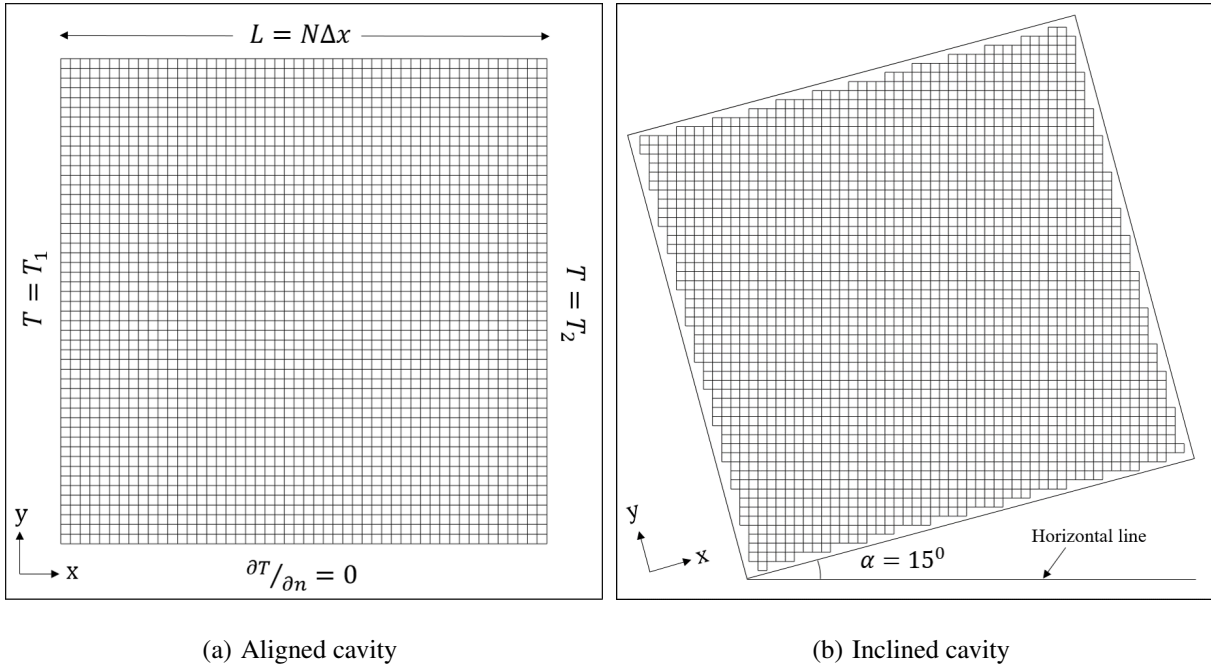 L = NΔx
T = T₁
T = T₂
y
x
∂T/∂n = 0
y
x
α = 15⁰
Horizontal line
(a) Aligned cavity
(b) Inclined cavity